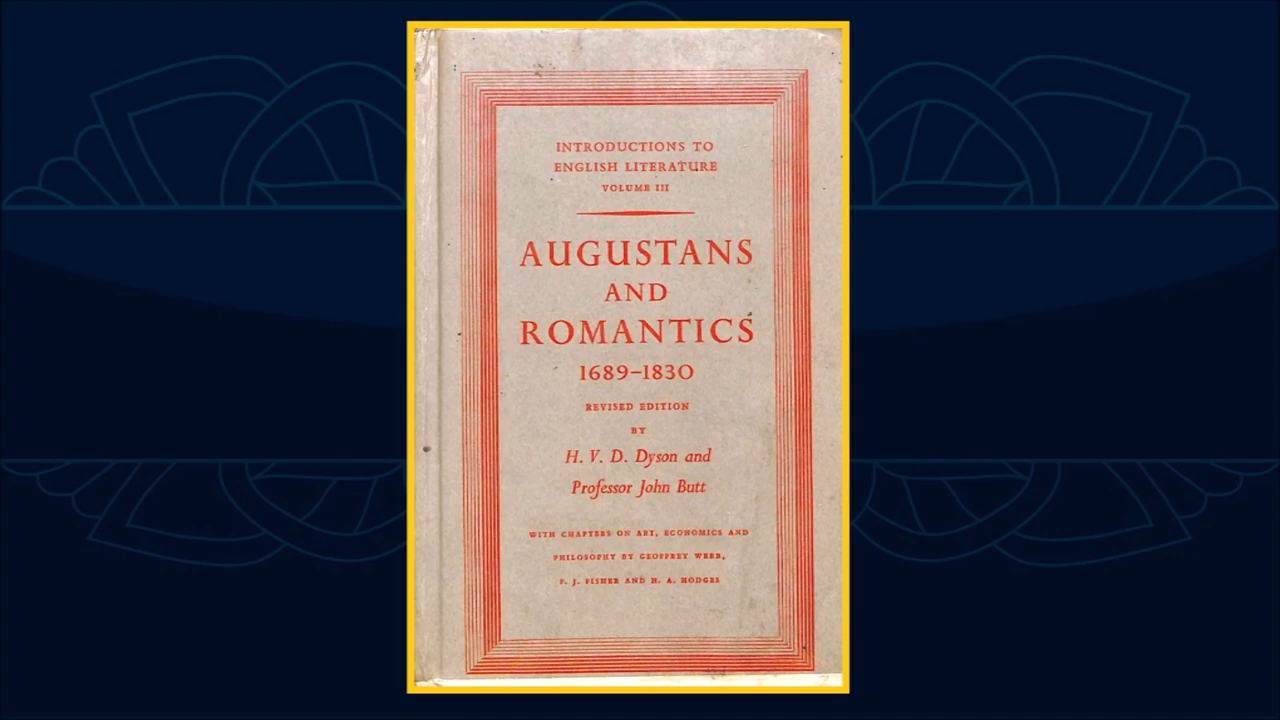 INTRODUCTIONS TO
ENGLISH LITERATURE
VOLUME III
AUGUSTANS
AND
ROMANTICS
1689–1830
REVISED EDITION
BY
H. V. D. Dyson and
Professor John Butt
WITH CHAPTERS ON ART, ECONOMICS AND
PHILOSOPHY BY GEOFFREY WEBB,
F. J. FISHER AND H. A. HODGES